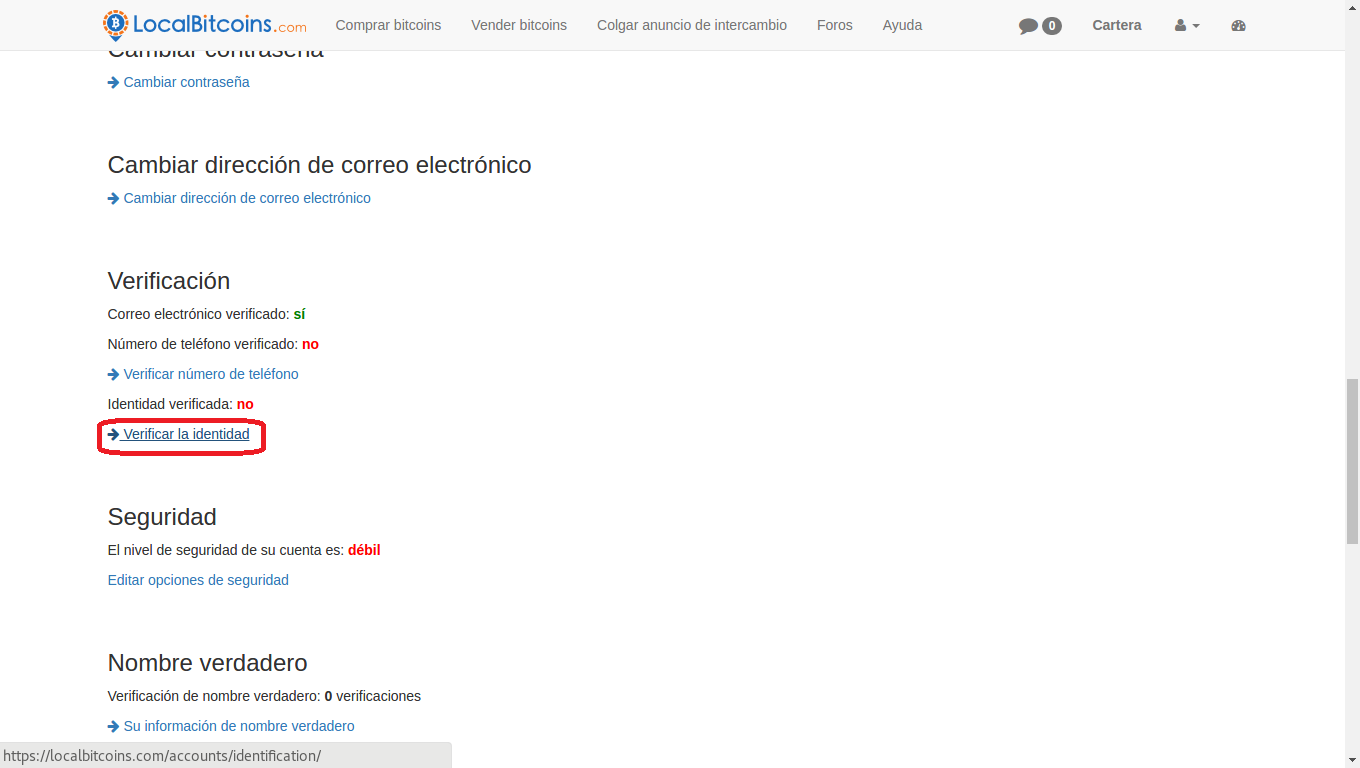 LocalBitcoins.com Comprar bitcoins Vender bitcoins Colgar anuncio de intercambio Foros Ayuda 0 Cartera
Cambiar contraseña
Cambiar contraseña
Cambiar dirección de correo electrónico
Cambiar dirección de correo electrónico
Verificación
Correo electrónico verificado: sí
Número de teléfono verificado: no
Verificar número de teléfono
Identidad verificada: no
Verificar la identidad
Seguridad
El nivel de seguridad de su cuenta es: débil
Editar opciones de seguridad
Nombre verdadero
Verificación de nombre verdadero: 0 verificaciones
Su información de nombre verdadero
https://localbitcoins.com/accounts/identification/